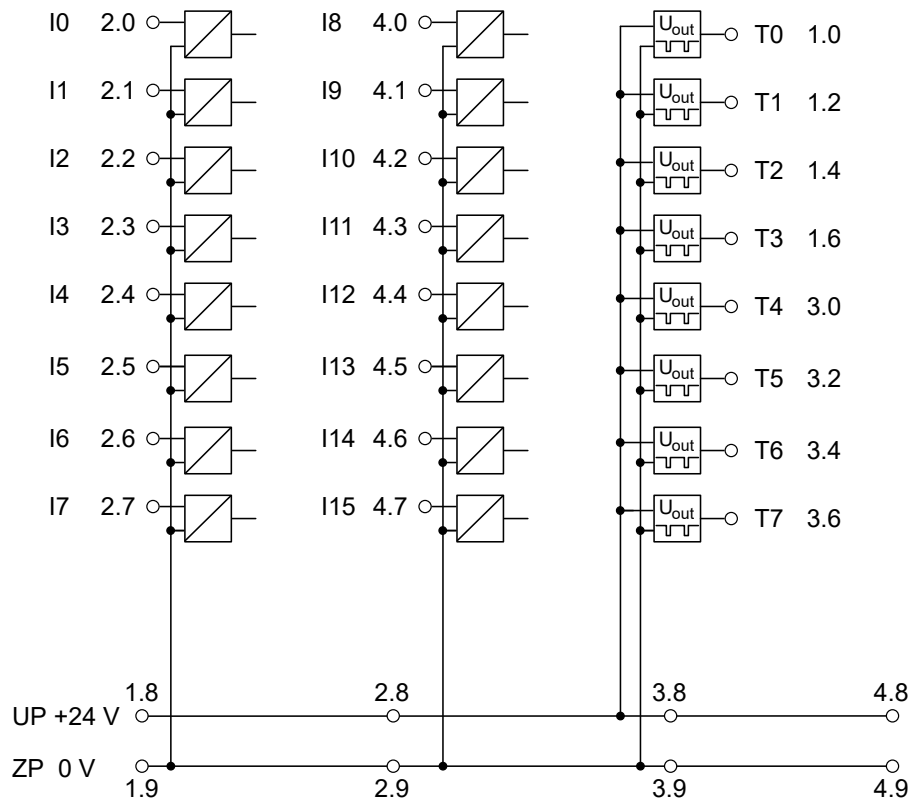 I0 2.0 I8 4.0 Uout T0 1.0
I1 2.1 I9 4.1 Uout T1 1.2
I2 2.2 I10 4.2 Uout T2 1.4
I3 2.3 I11 4.3 Uout T3 1.6
I4 2.4 I12 4.4 Uout T4 3.0
I5 2.5 I13 4.5 Uout T5 3.2
I6 2.6 I14 4.6 Uout T6 3.4
I7 2.7 I15 4.7 Uout T7 3.6
1.8 2.8 3.8 4.8
UP +24 V
ZP 0 V
1.9 2.9 3.9 4.9